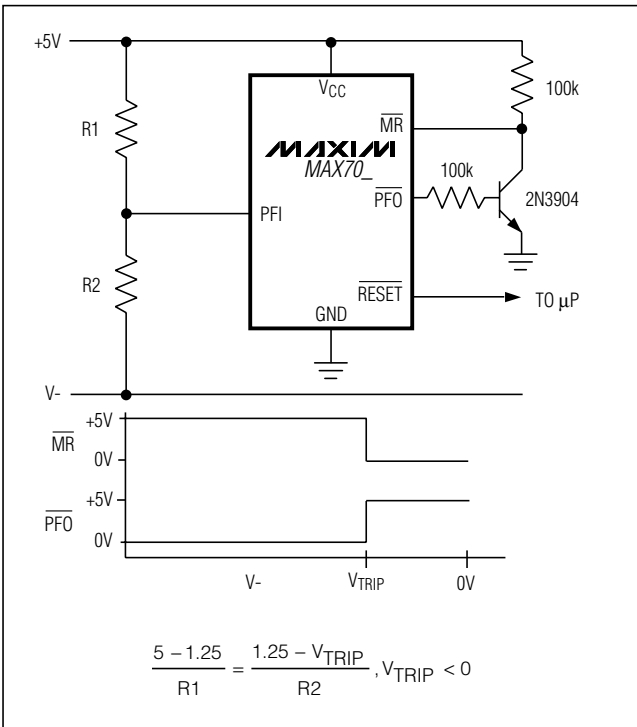 +5V
VCC
R1
100k
MR
MAXIM
MAX70_
100k
PFO
2N3904
PFI
R2
RESET
TO μP
GND
V-
+5V
MR
0V
+5V
PFO
0V
V-
VTRIP
0V
5 – 1.25 / R1 = 1.25 – VTRIP / R2 , VTRIP < 0